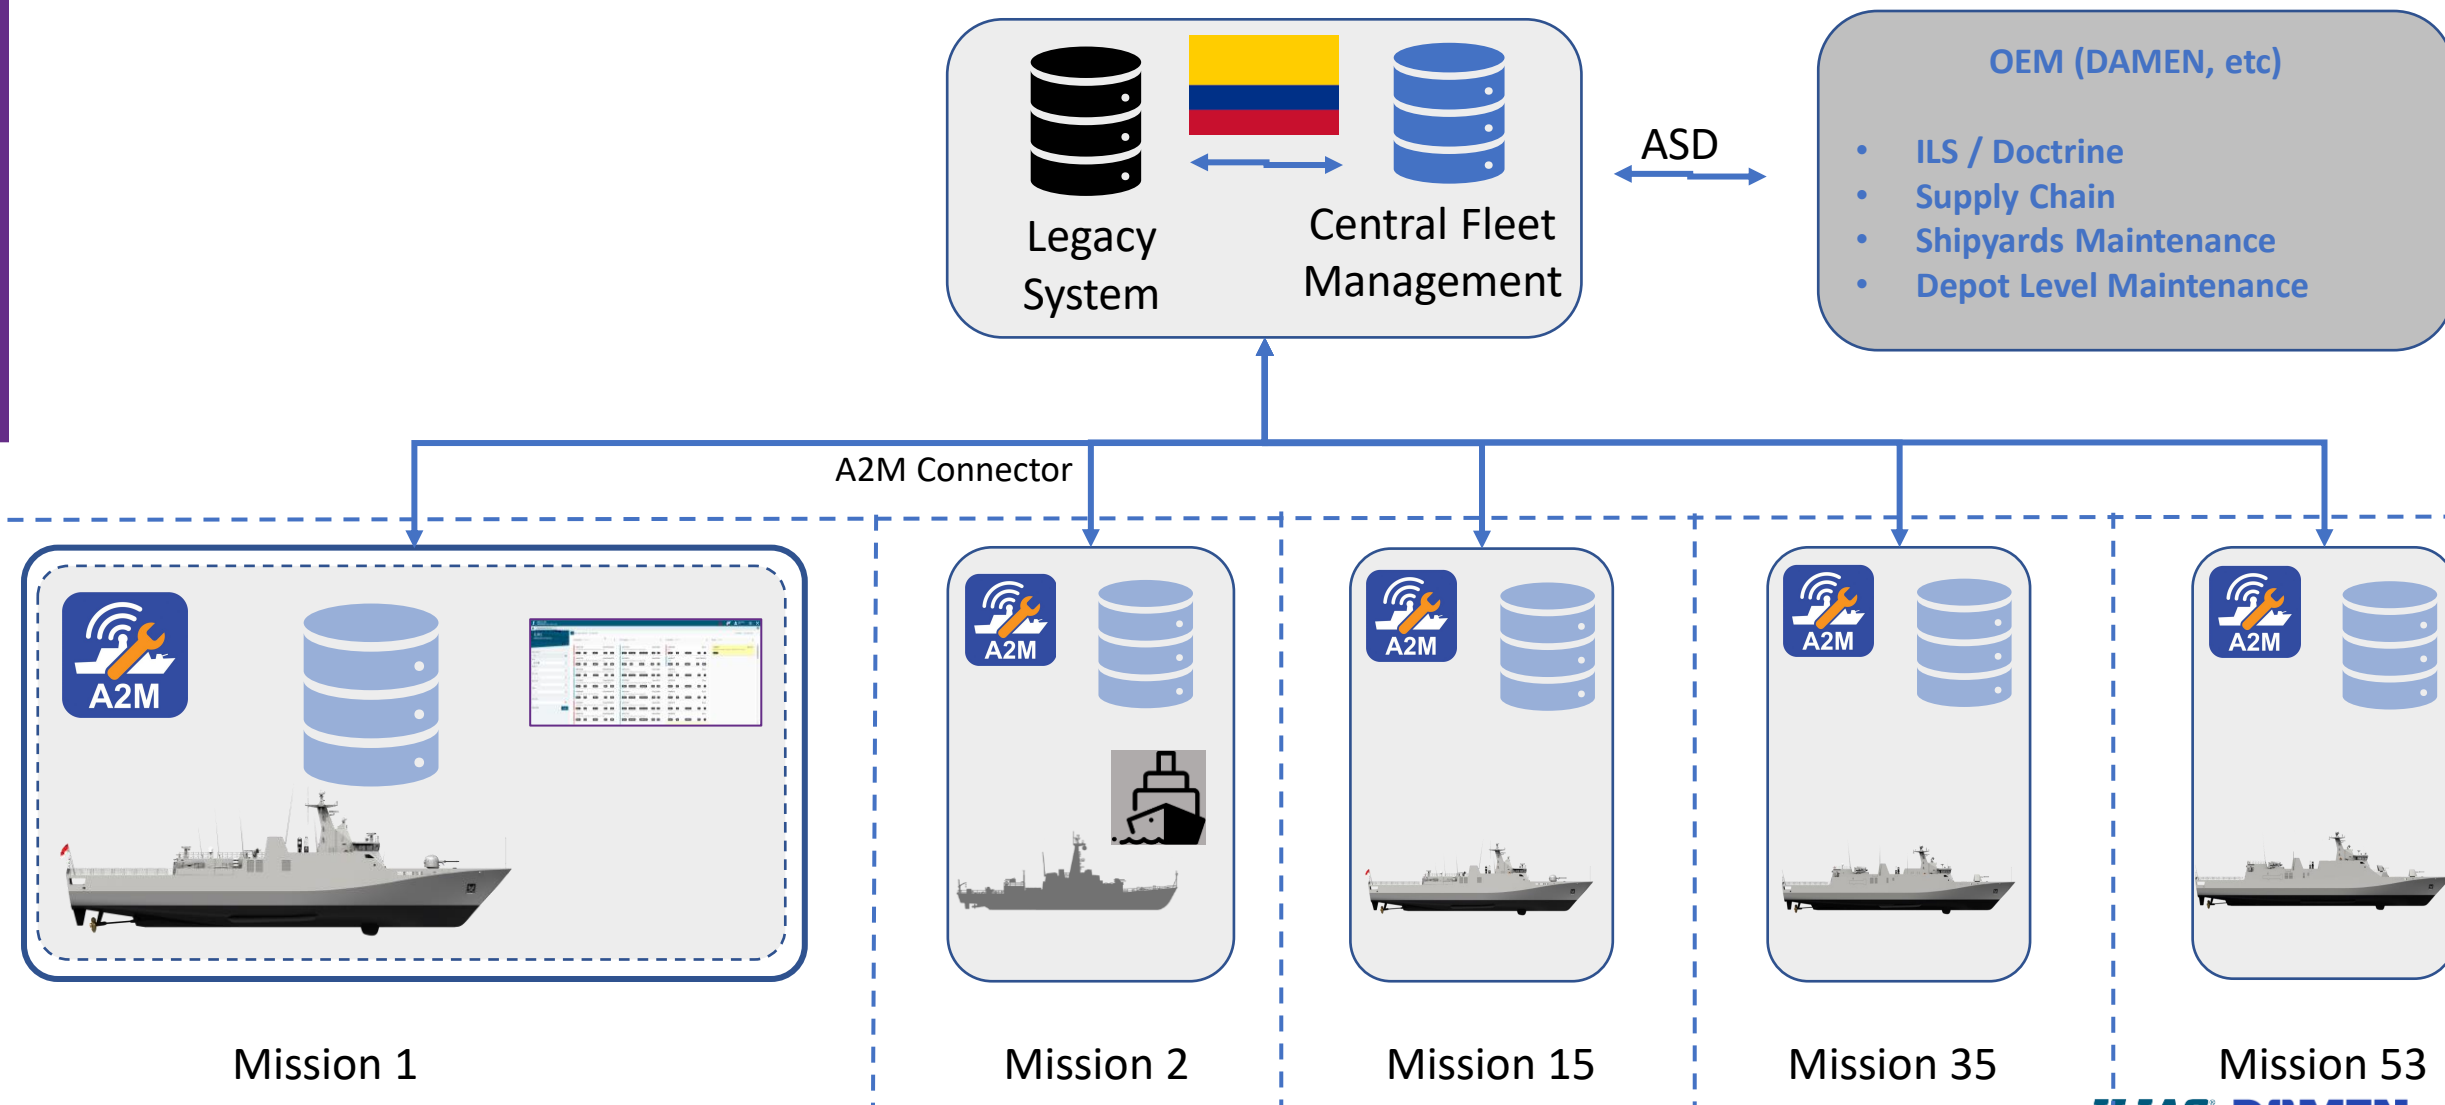 Legacy
System
Central Fleet
Management
ASD
OEM (DAMEN, etc)
• ILS / Doctrine
• Supply Chain
• Shipyards Maintenance
• Depot Level Maintenance
A2M Connector
A2M
A2M
A2M
A2M
A2M
Mission 1
Mission 2
Mission 15
Mission 35
Mission 53